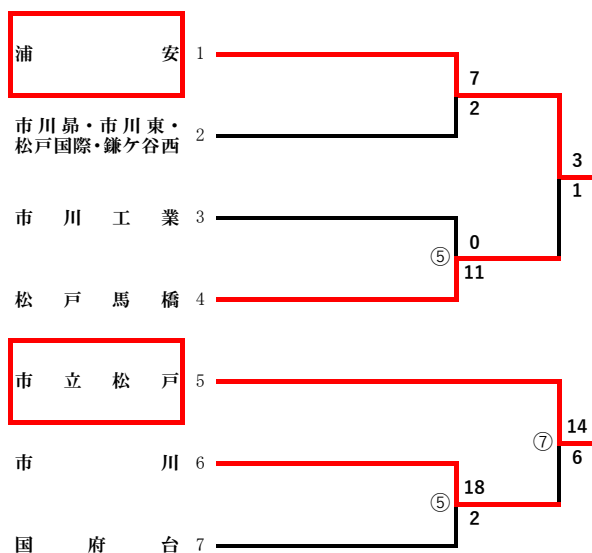 浦安 1
7
2
市川昴・市川東・
松戸国際・鎌ケ谷西 2
3
1
市川工業 3
0
⑤
11
松戸馬橋 4
市立松戸 5
14
⑦
6
市川 6
18
⑤
2
国府台 7